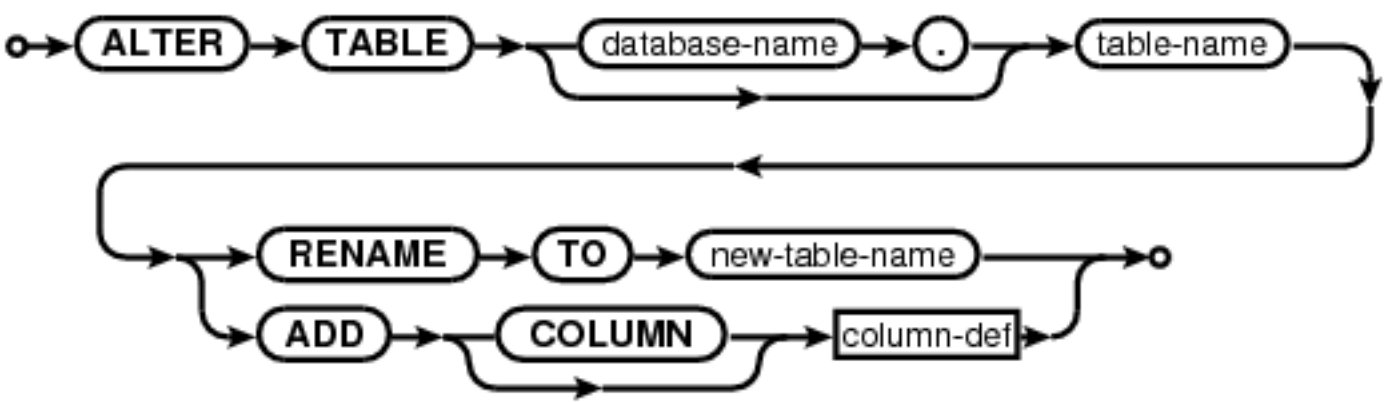 ALTER TABLE database-name . table-name
RENAME TO new-table-name
ADD COLUMN column-def